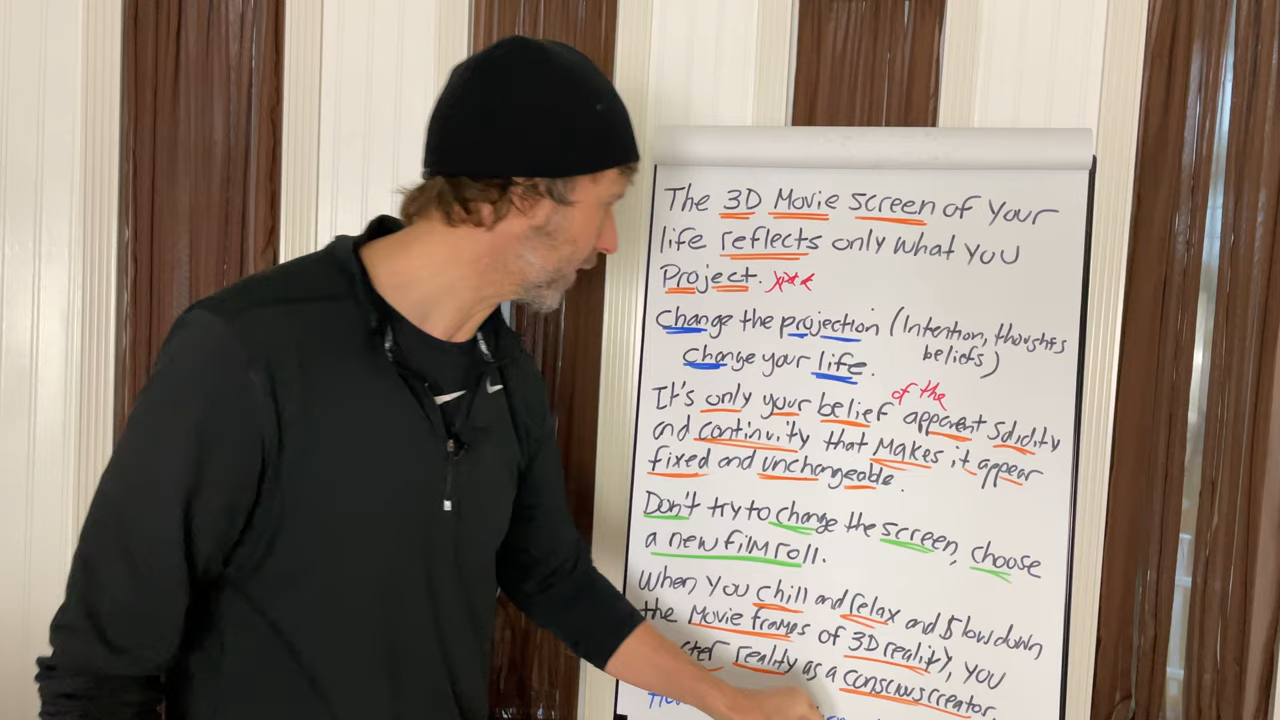 The 3D Movie screen of your
life reflects only what you
Project.
Change the projection (Intention, thoughts
beliefs)
Change your life.
It's only your belief of the apparent solidity
and continuity that makes it appear
fixed and unchangeable.
Don't try to change the screen, choose
a new film roll.
When you chill and relax and slow down
the movie frames of 3D reality, you
reality as a conscious creator.